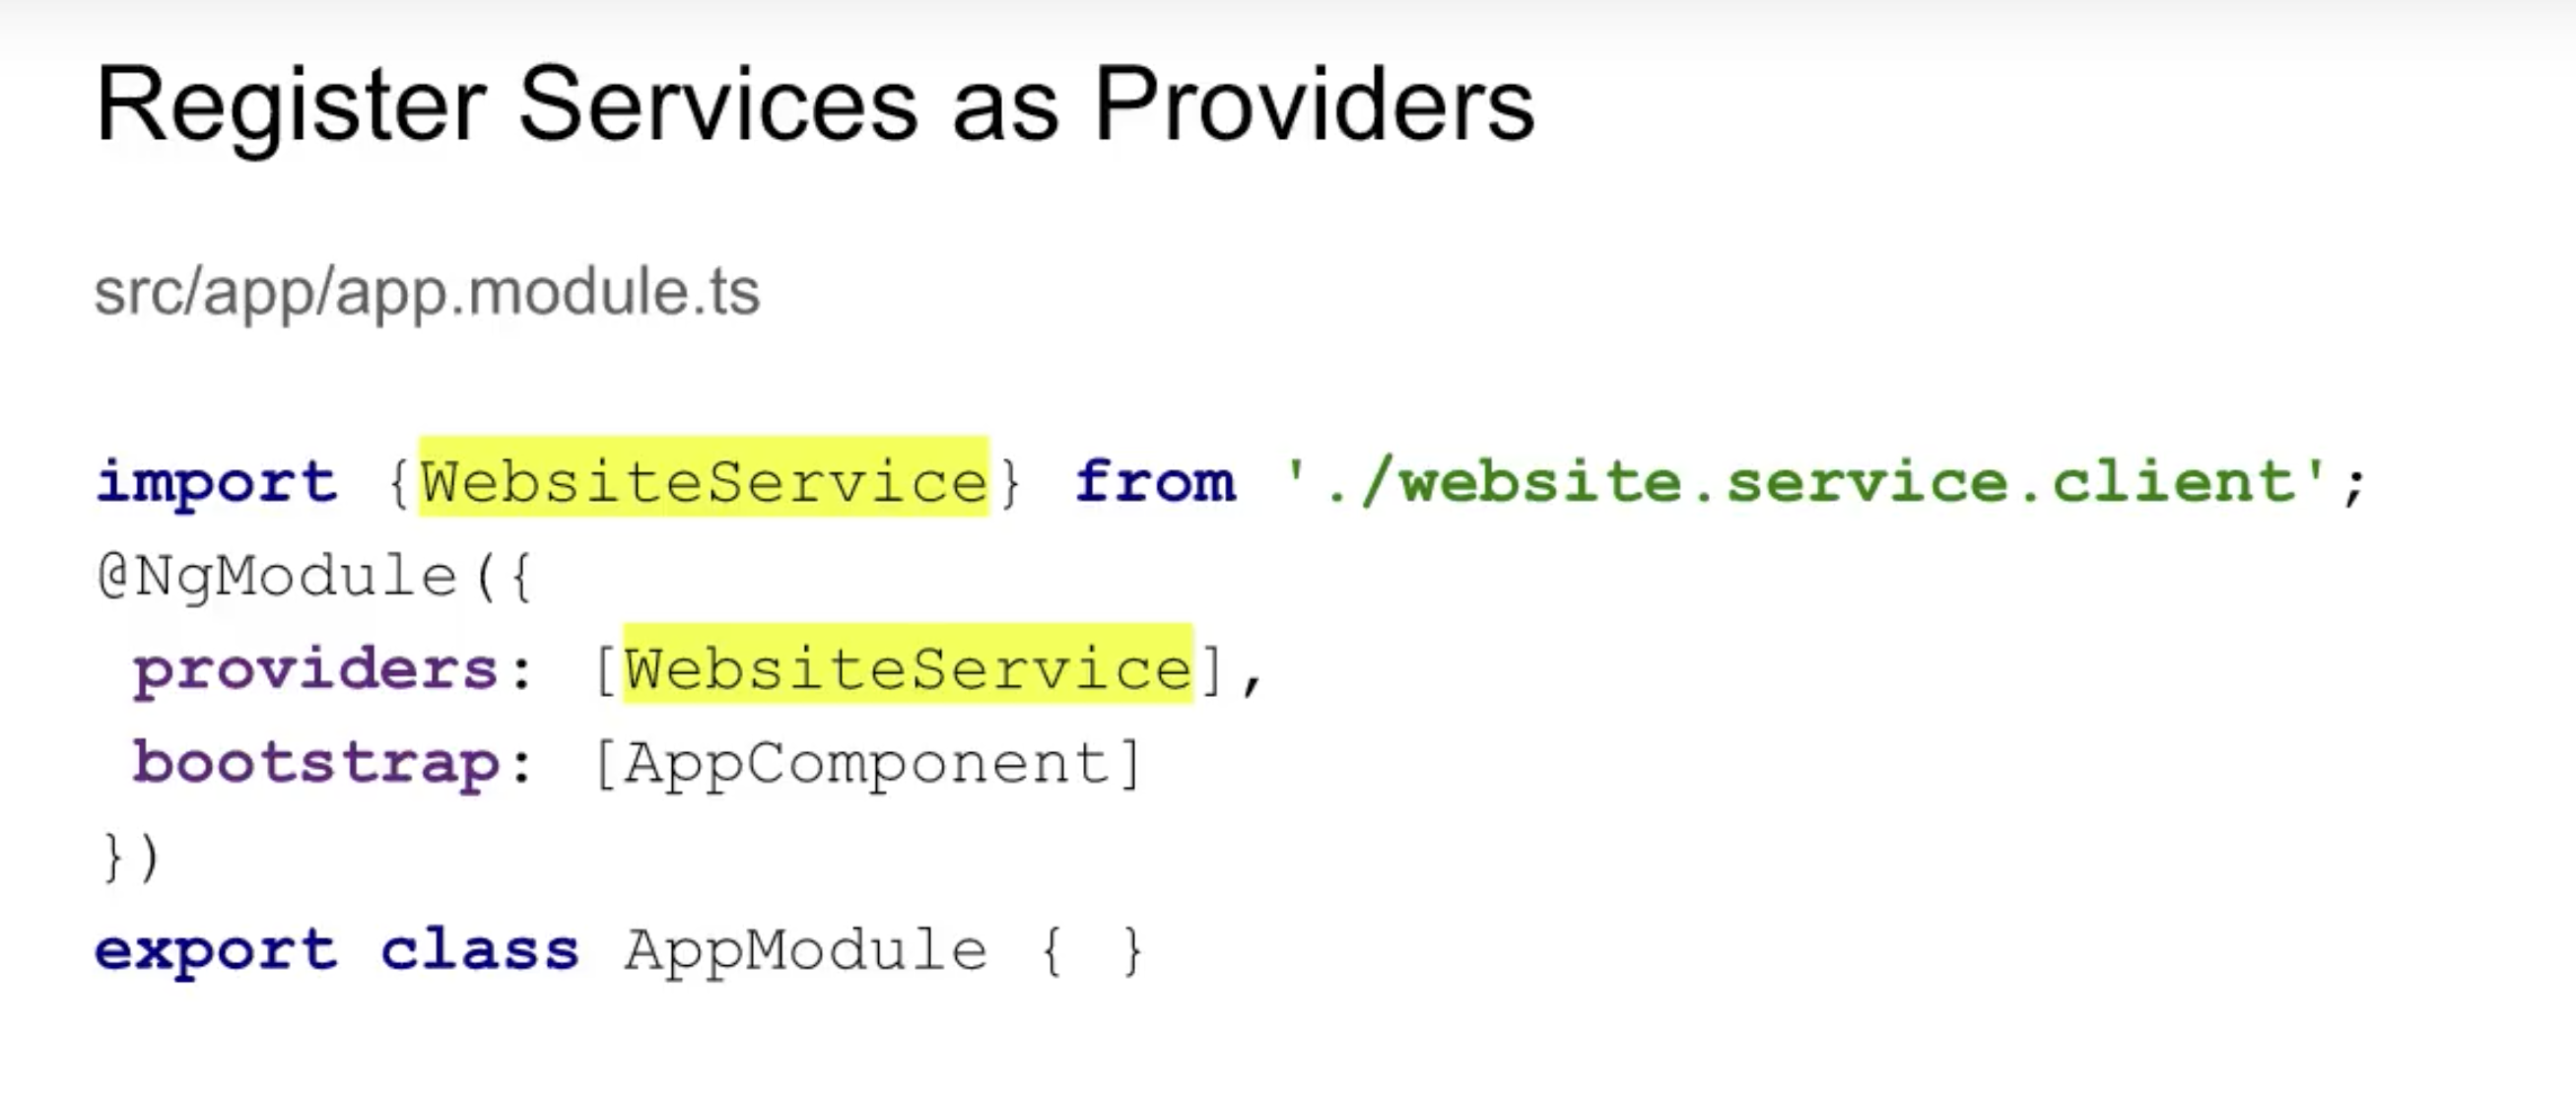 Register Services as Providers
src/app/app.module.ts
import {WebsiteService} from './website.service.client';
@NgModule({
 providers: [WebsiteService],
 bootstrap: [AppComponent]
})
export class AppModule { }